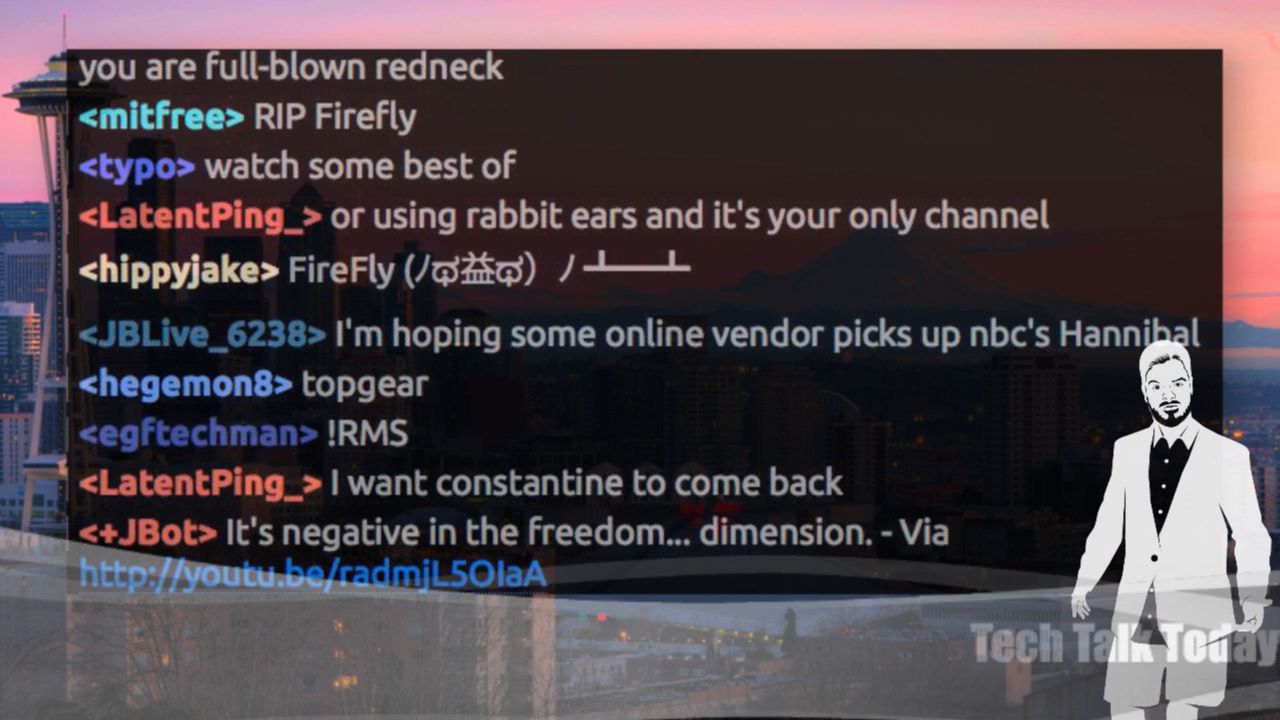 you are full-blown redneck
<mitfree> RIP Firefly
<typo> watch some best of
<LatentPing_> or using rabbit ears and it's your only channel
<hippyjake> FireFly (ﾉಥ益ಥ）ﾉ ┻━┻
<JBLive_6238> I'm hoping some online vendor picks up nbc's Hannibal
<hegemon8> topgear
<egftechman> !RMS
<LatentPing_> I want constantine to come back
<+JBot> It's negative in the freedom... dimension. - Via
http://youtu.be/radmjL5OIaA
Tech Talk Today